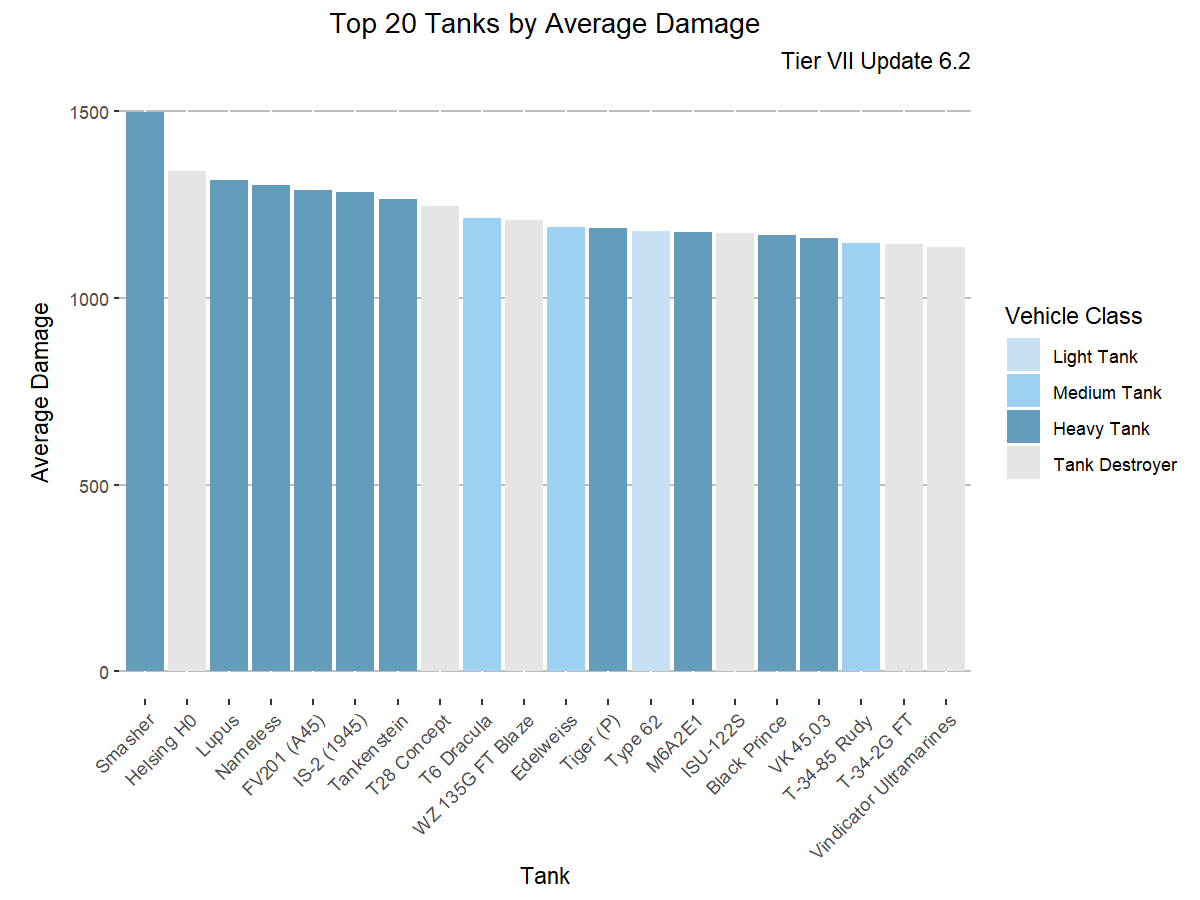 Top 20 Tanks by Average Damage
Tier VII Update 6.2
Average Damage
1500
1000
500
0
Smasher
Helsing H0
Lupus
Nameless
FV201 (A45)
IS-2 (1945)
Tankenstein
T28 Concept
T6 Dracula
WZ 135G FT Blaze
Edelweiss
Tiger (P)
Type 62
M6A2E1
ISU-122S
Black Prince
VK 45.03
T-34-85 Rudy
T-34-2G FT
Vindicator Ultramarines
Tank
Vehicle Class
Light Tank
Medium Tank
Heavy Tank
Tank Destroyer